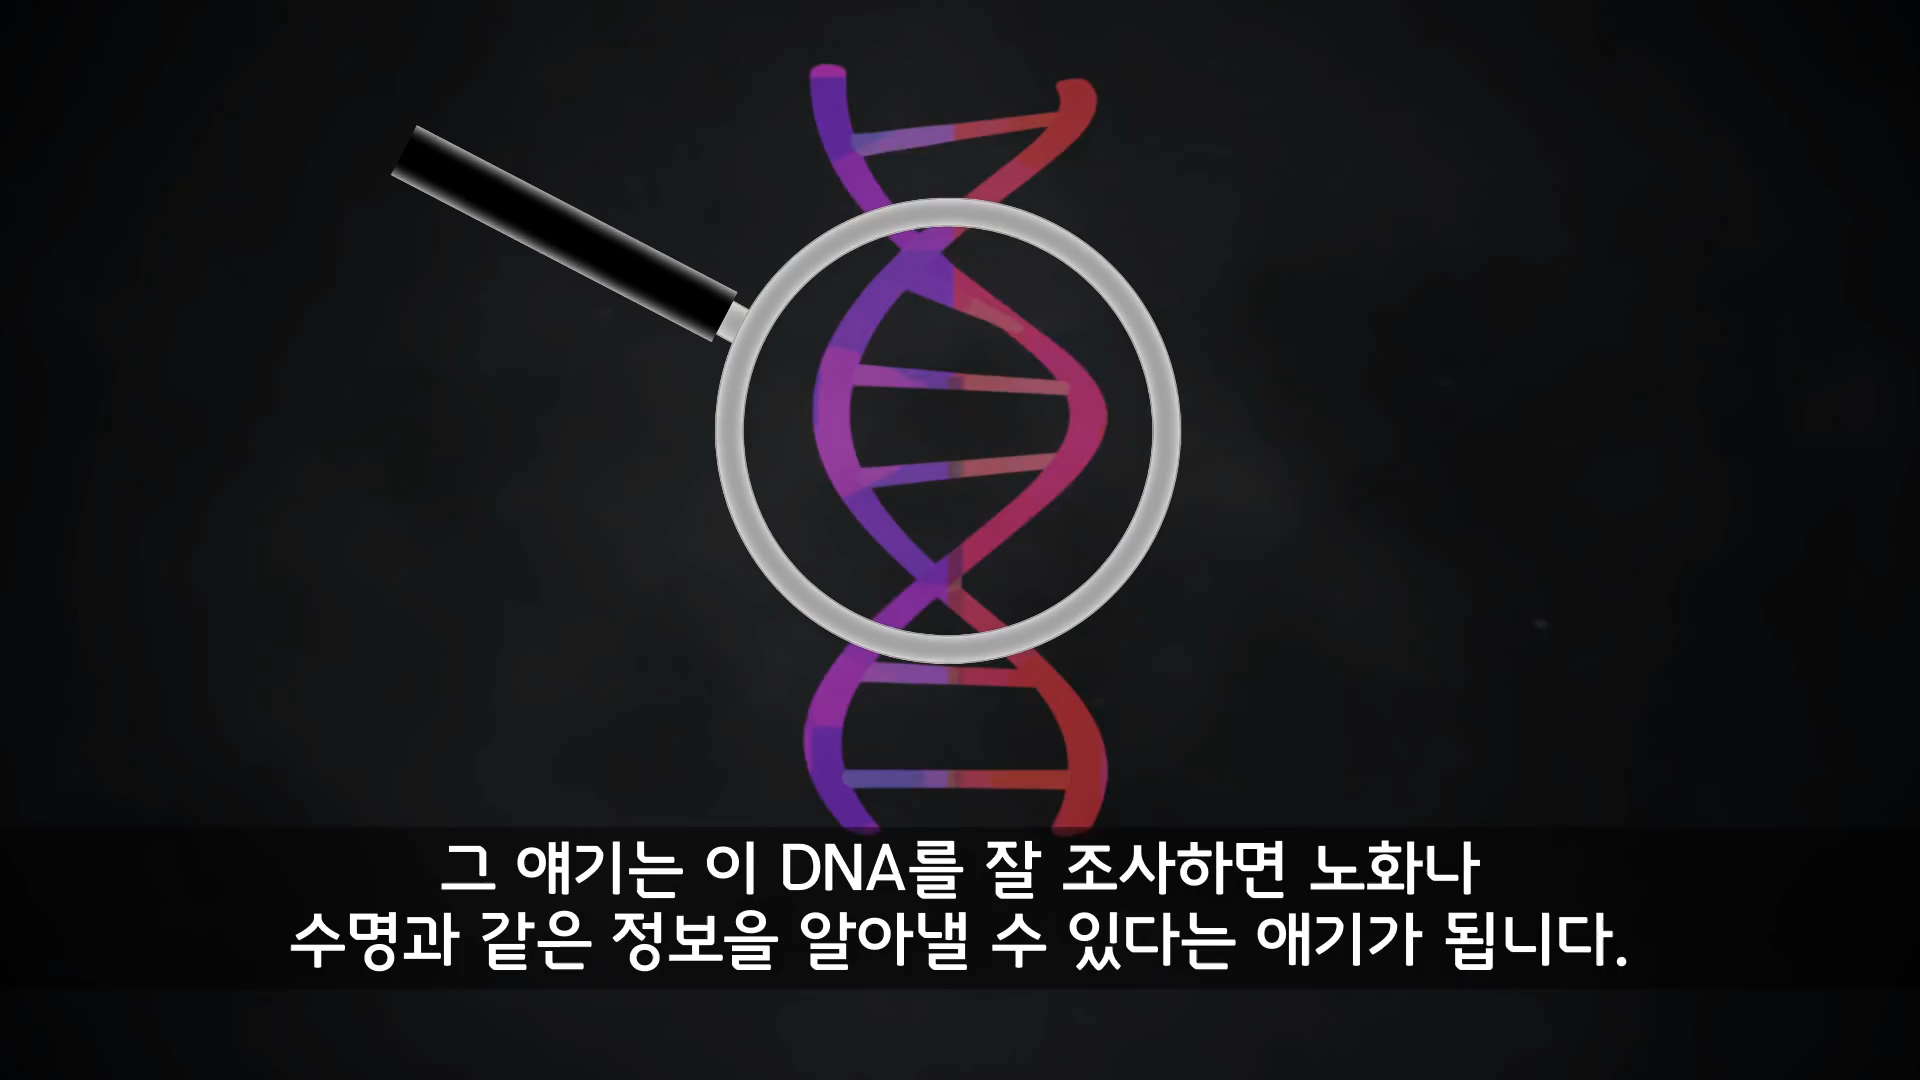 그 얘기는 이 DNA를 잘 조사하면 노화나
수명과 같은 정보을 알아낼 수 있다는 얘기가 됩니다.